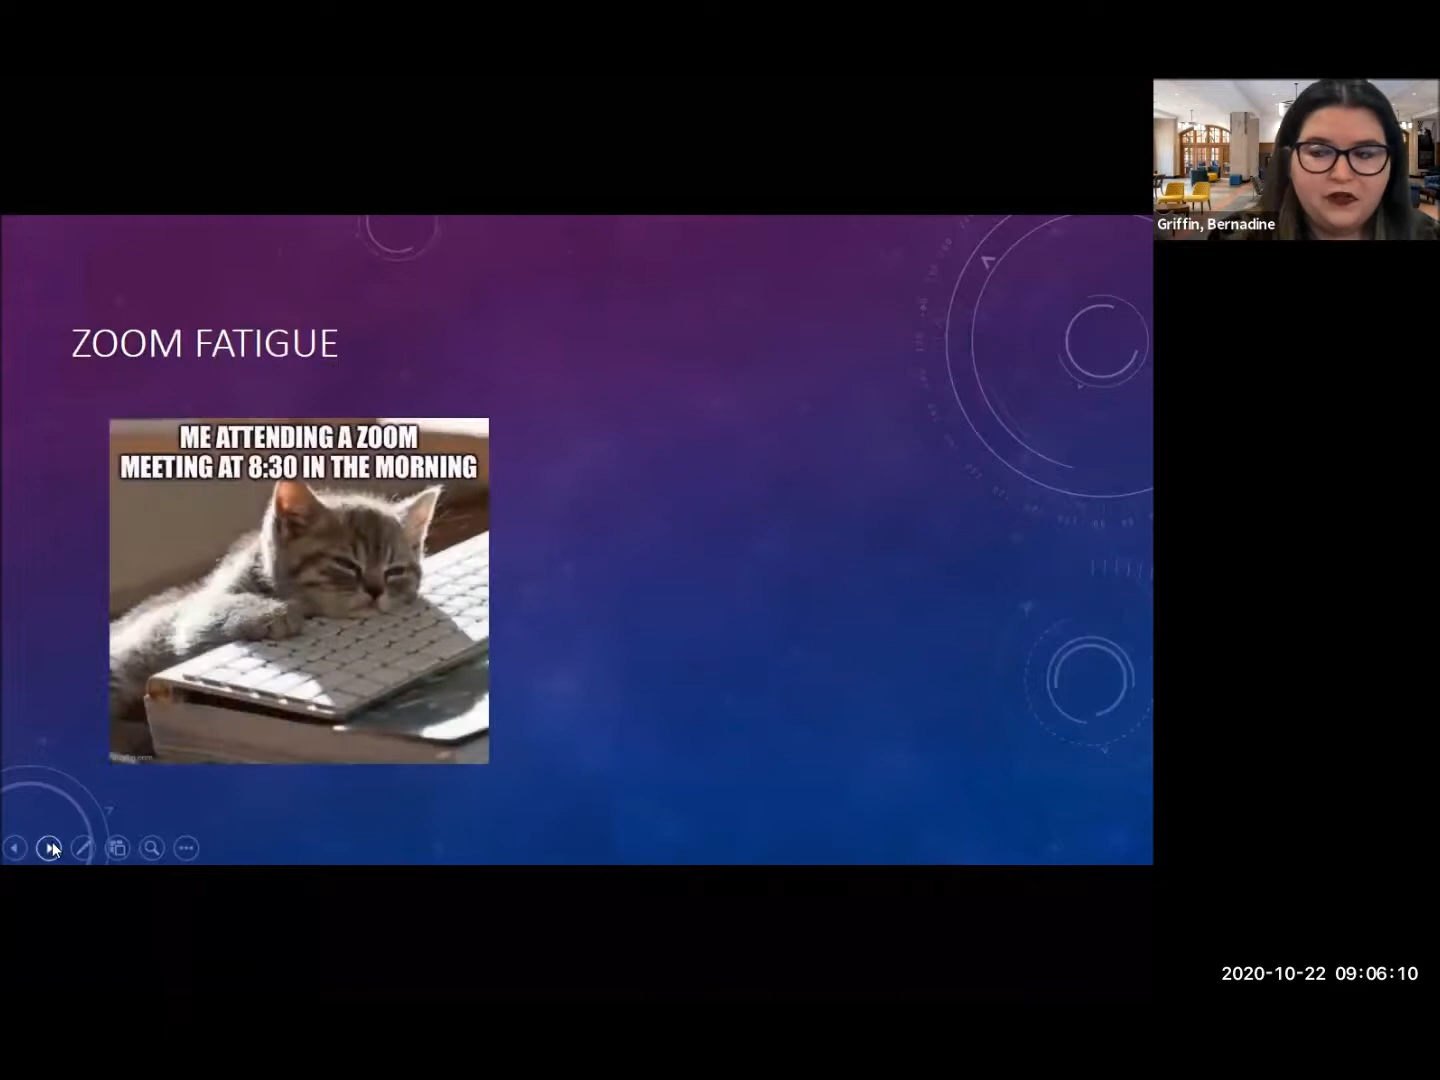 Griffin, Bernadine
ZOOM FATIGUE
ME ATTENDING A ZOOM
MEETING AT 8:30 IN THE MORNING
2020-10-22 09:06:10